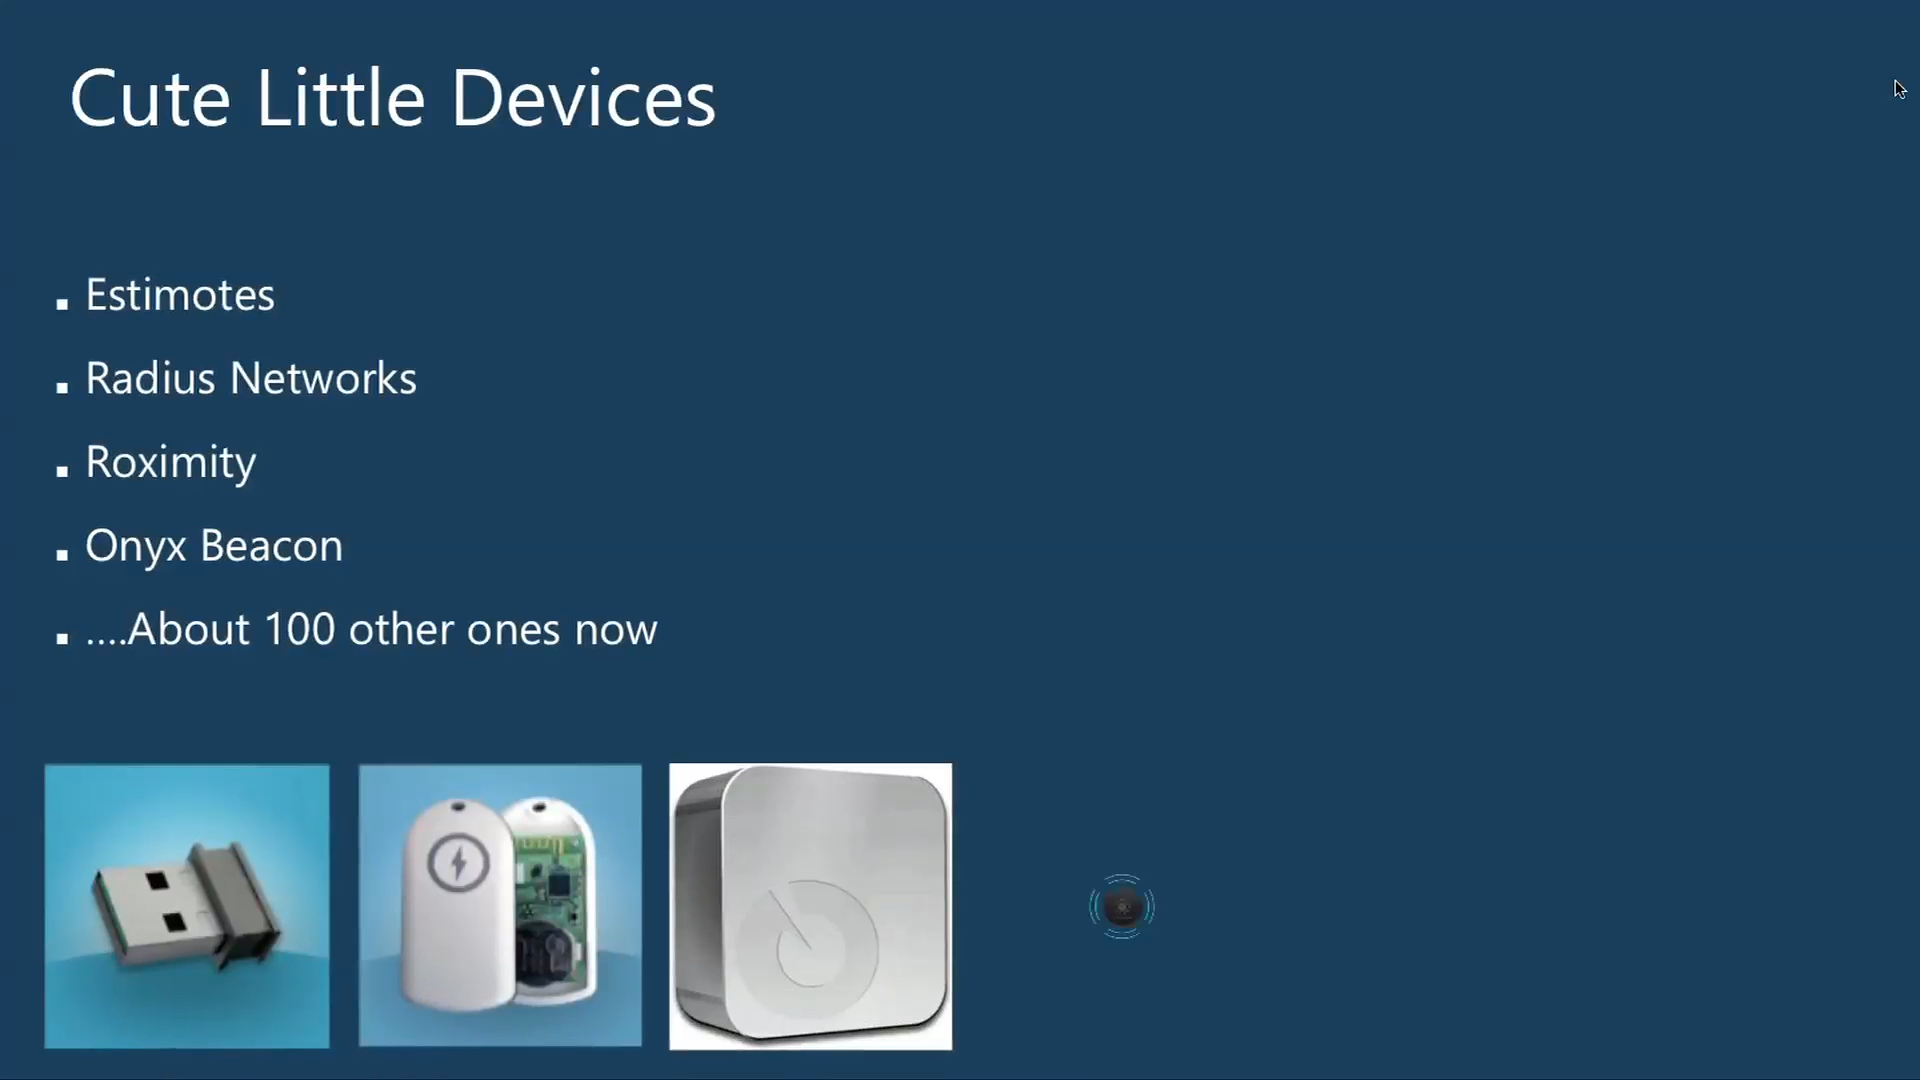 Cute Little Devices
Estimotes
Radius Networks
Roximity
Onyx Beacon
....About 100 other ones now